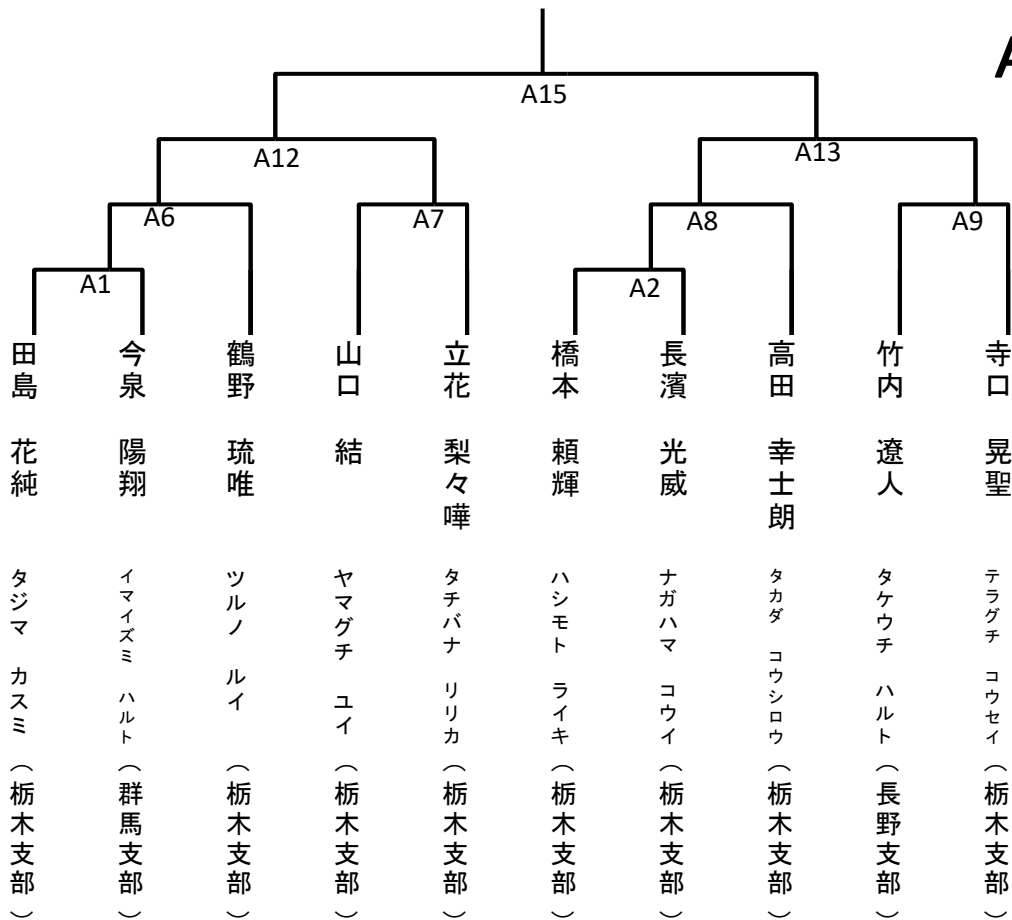 A
A15
A12
A13
A6
A7
A8
A9
A1
A2
田島 花純 タジマ カスミ (栃木支部)
今泉 陽翔 イマイズミ ハルト (群馬支部)
鶴野 琉唯 ツルノ ルイ (栃木支部)
山口 結 ヤマグチ ユイ (栃木支部)
立花 梨々嘩 タチバナ リリカ (栃木支部)
橋本 頼輝 ハシモト ライキ (栃木支部)
長濱 光威 ナガハマ コウイ (栃木支部)
高田 幸士朗 タカダ コウシロウ (栃木支部)
竹内 遼人 タケウチ ハルト (長野支部)
寺口 晃聖 テラグチ コウセイ (栃木支部)